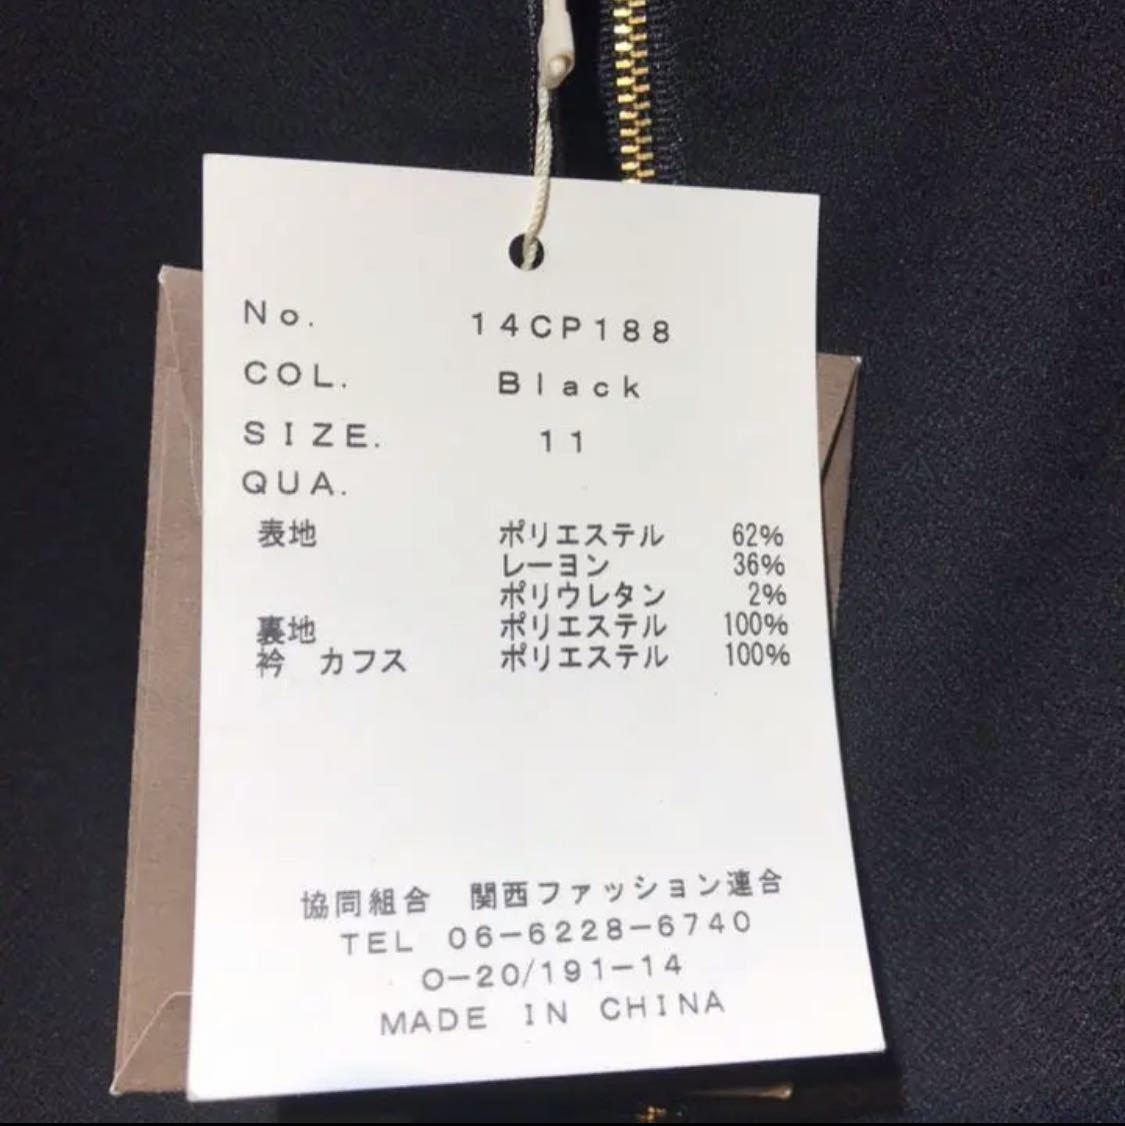 No. 14CP188
COL. Black
SIZE. 11
QUA.
表地 ポリエステル 62%
レーヨン 36%
ポリウレタン 2%
裏地 ポリエステル 100%
衿 カフス ポリエステル 100%
協同組合 関西ファッション連合
TEL 06-6228-6740
O-20/191-14
MADE IN CHINA